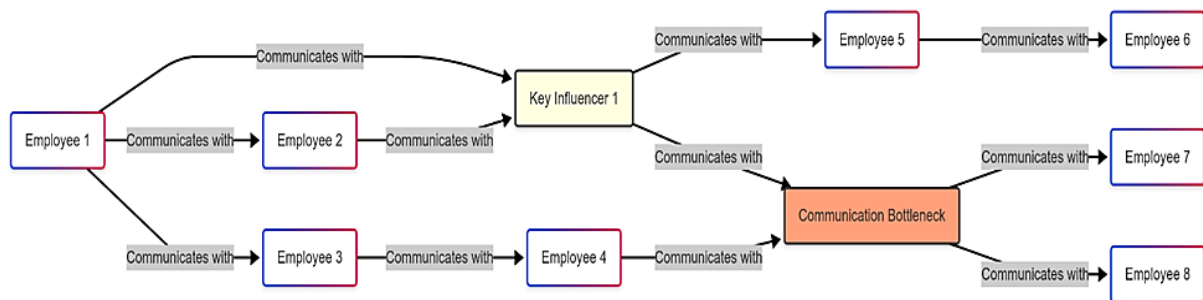 Communicates with
Employee 5
Communicates with
Employee 6
Communicates with
Key Influencer 1
Employee 1
Communicates with
Employee 2
Communicates with
Communicates with
Communicates with
Employee 7
Communication Bottleneck
Communicates with
Employee 3
Communicates with
Employee 4
Communicates with
Communicates with
Employee 8